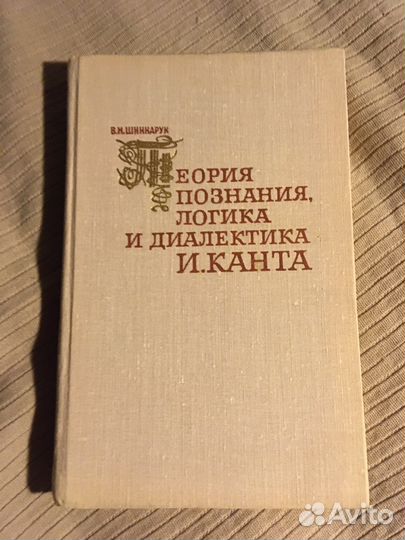 В.И.ШИНКАРУК
ТЕОРИЯ
ПОЗНАНИЯ,
ЛОГИКА
И ДИАЛЕКТИКА
И.КАНТА
Avito